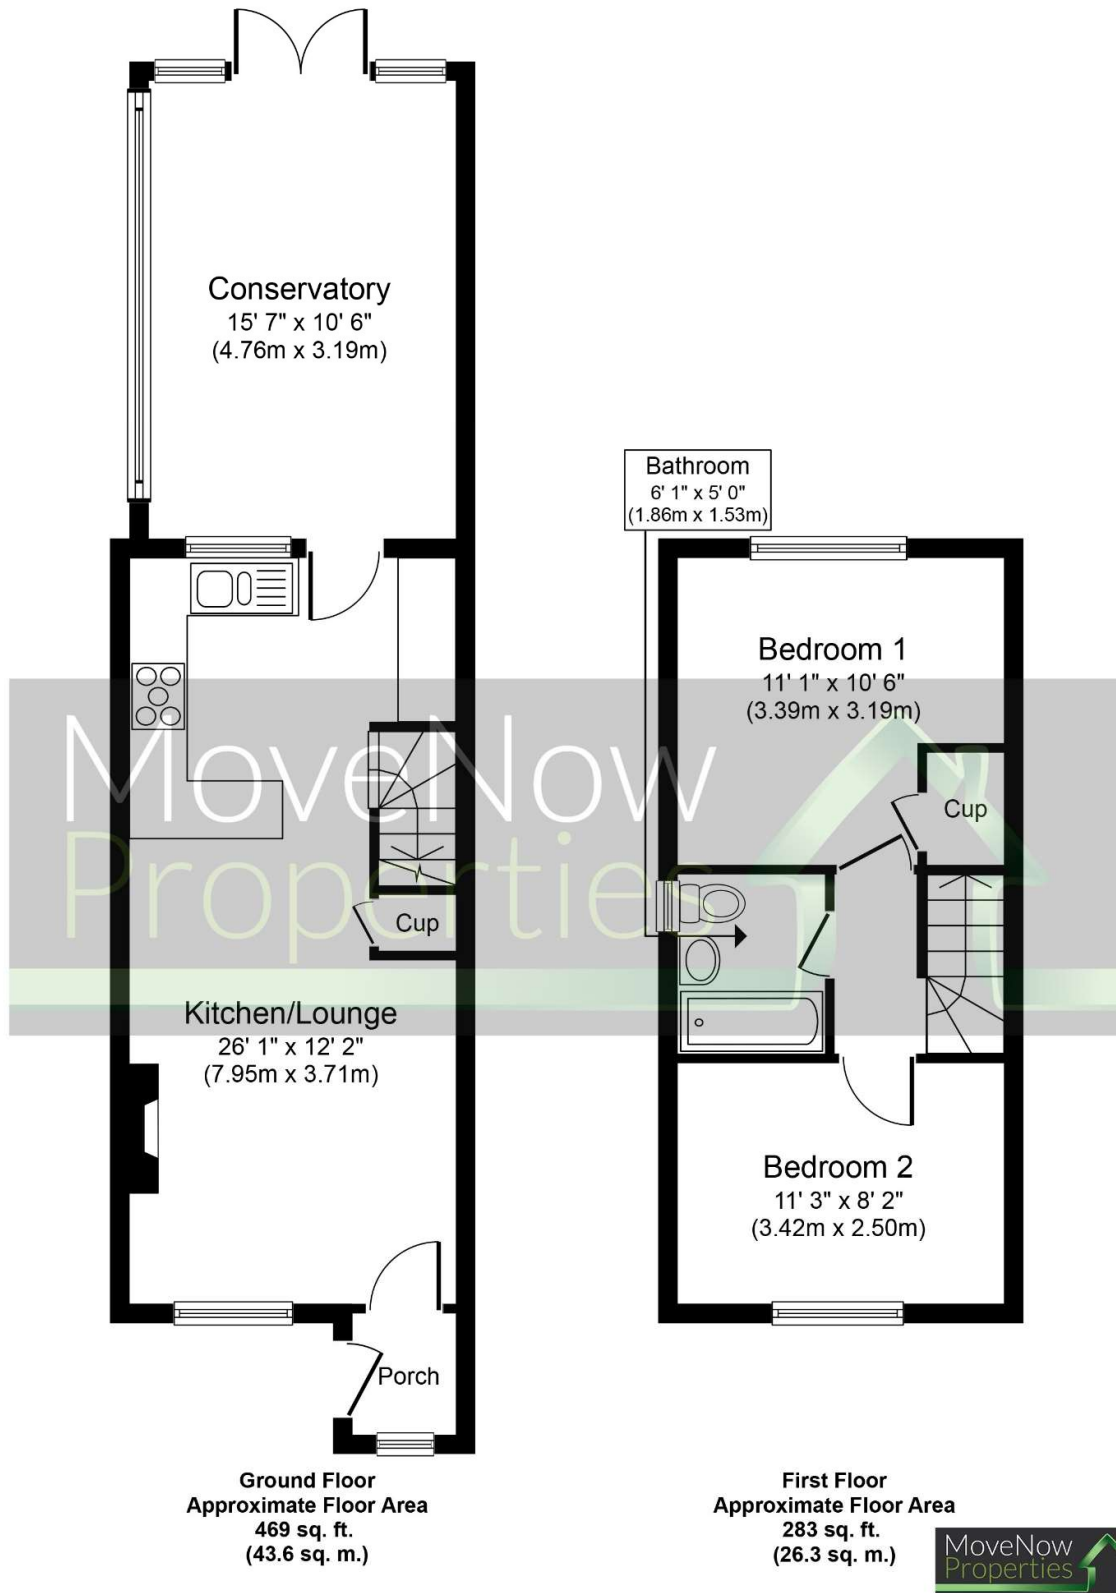 Conservatory
15' 7" x 10' 6"
(4.76m x 3.19m)
Bathroom
6' 1" x 5' 0"
(1.86m x 1.53m)
Bedroom 1
11' 1" x 10' 6"
(3.39m x 3.19m)
MoveNow
Properties
Cup
Cup
Kitchen/Lounge
26' 1" x 12' 2"
(7.95m x 3.71m)
Bedroom 2
11' 3" x 8' 2"
(3.42m x 2.50m)
Porch
Ground Floor
Approximate Floor Area
469 sq. ft.
(43.6 sq. m.)
First Floor
Approximate Floor Area
283 sq. ft.
(26.3 sq. m.)
MoveNow
Properties